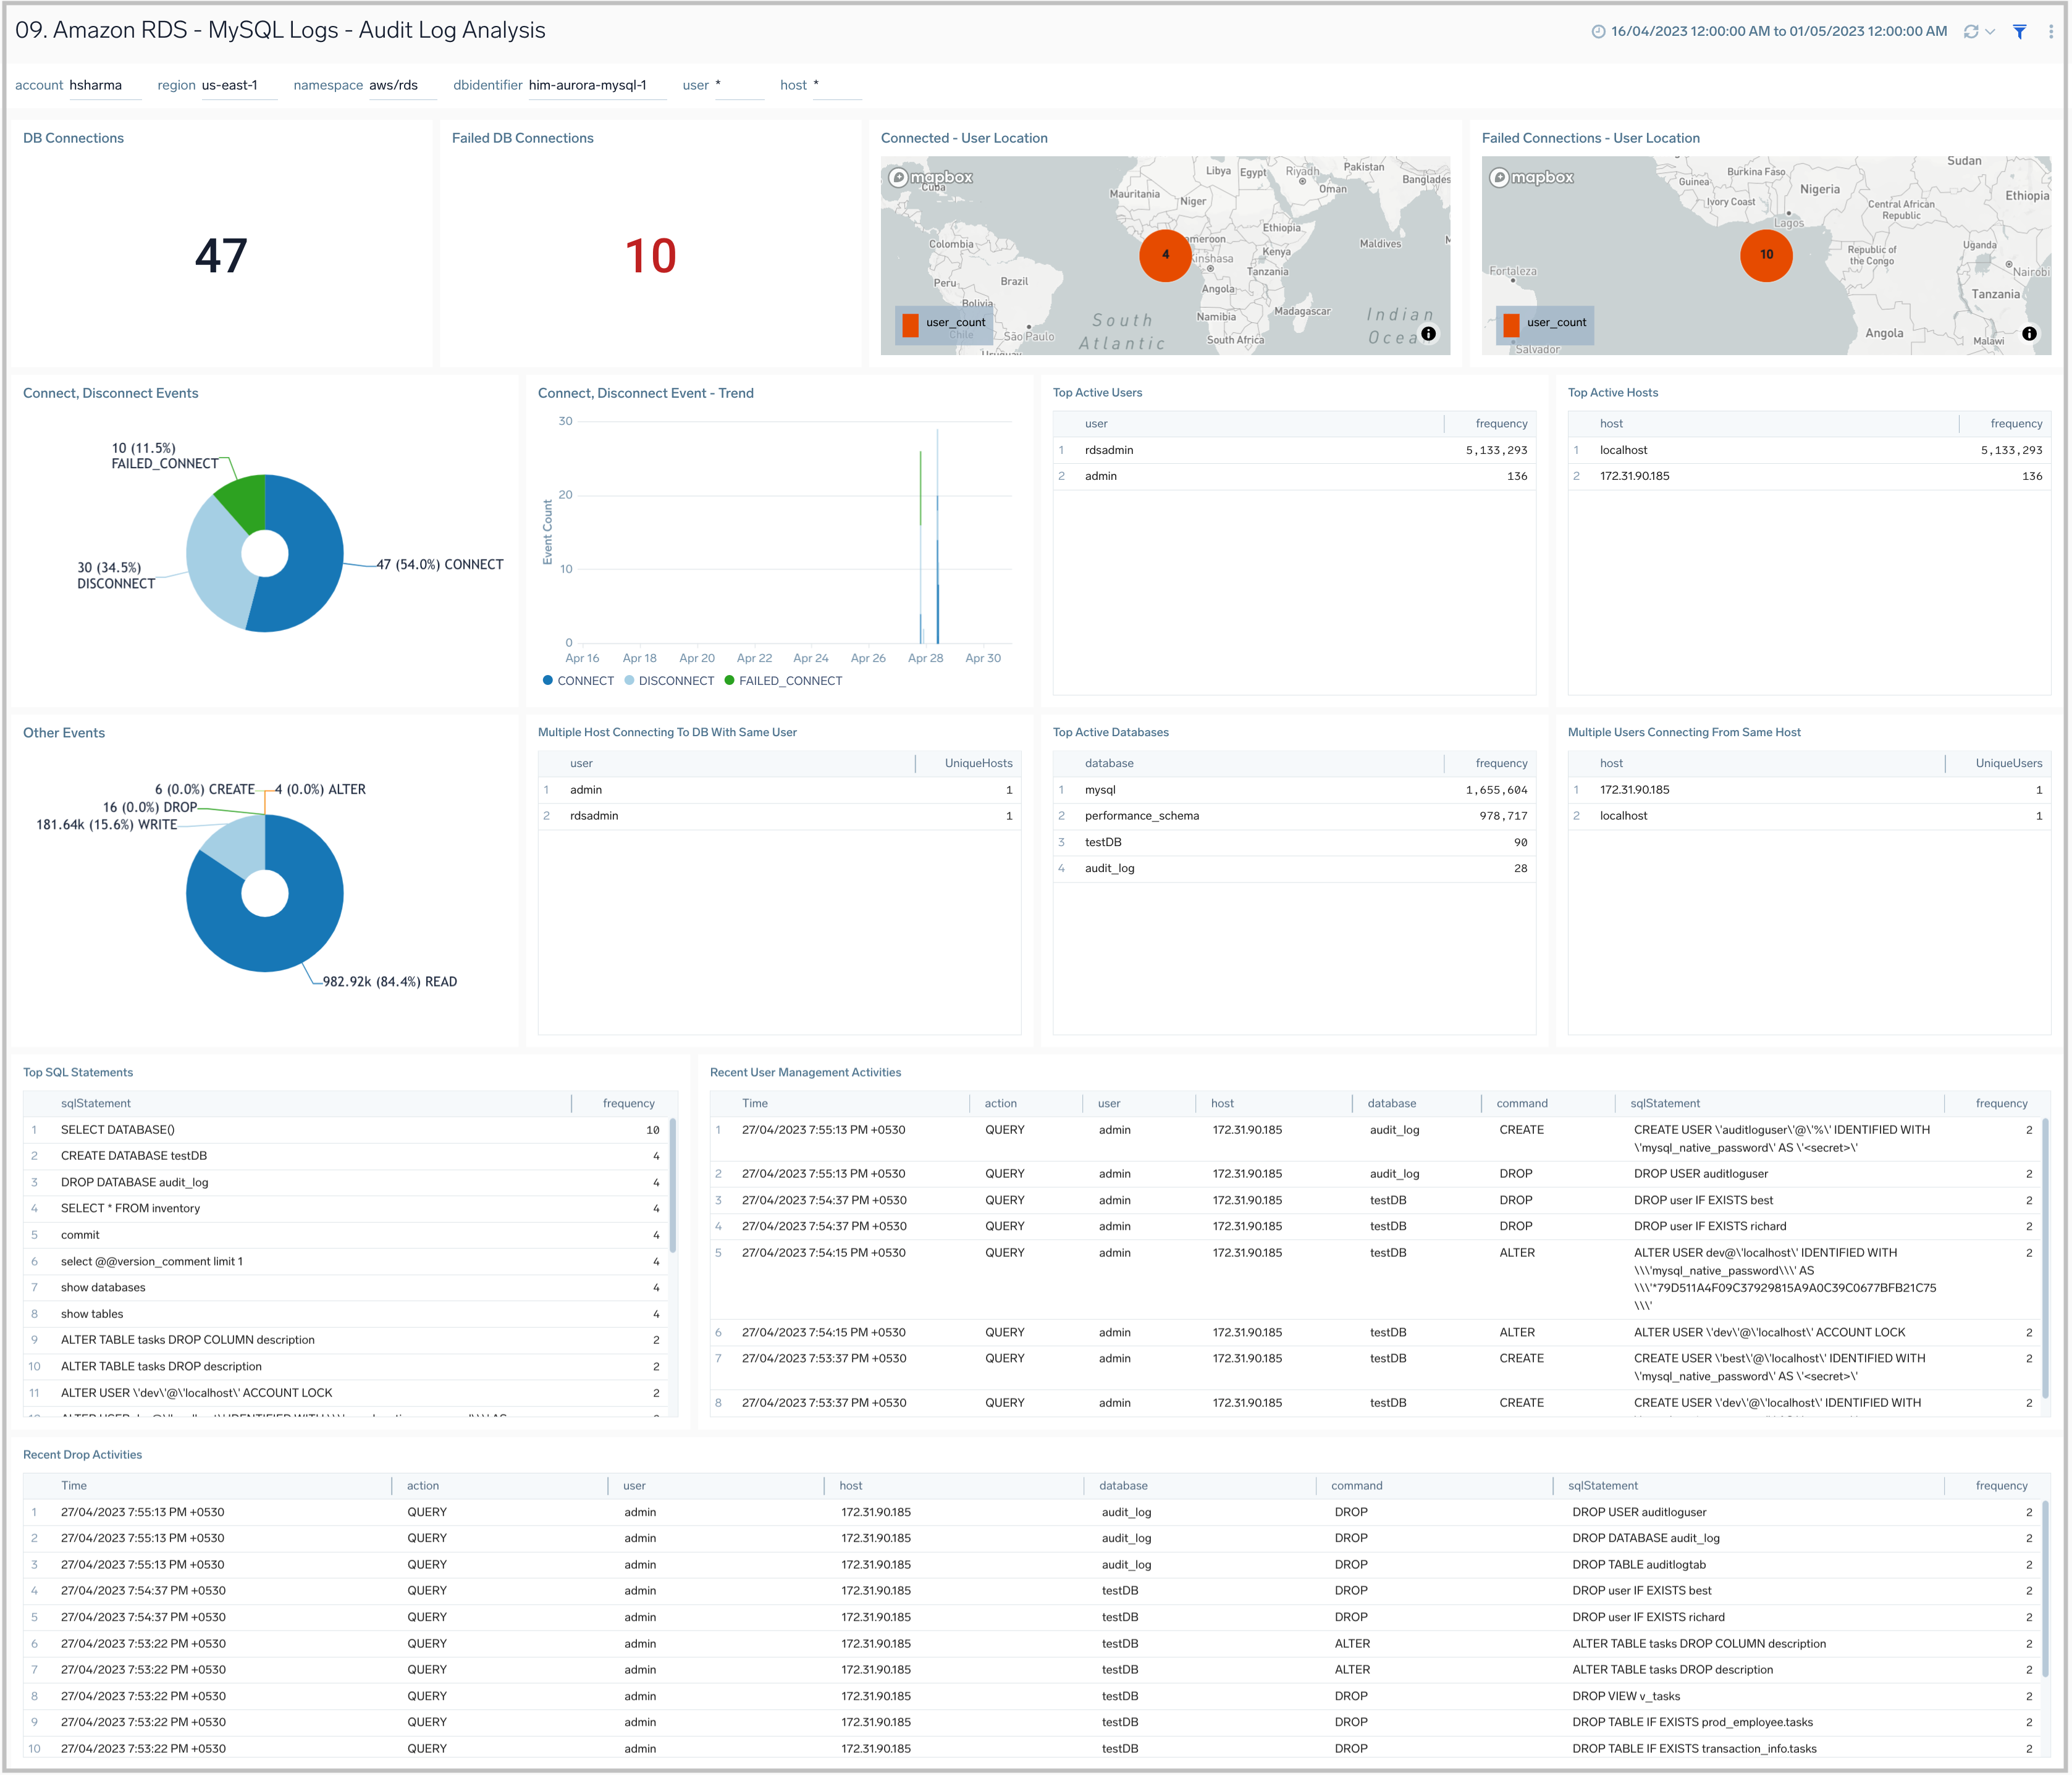 09. Amazon RDS - MySQL Logs - Audit Log Analysis
16/04/2023 12:00:00 AM to 01/05/2023 12:00:00 AM
account hsharma region us-east-1 namespace aws/rds dbidentifier him-aurora-mysql-1 user * host *
DB Connections
47
Failed DB Connections
10
Connected - User Location
mapbox
Cuba
Libya Egypt Riyadh Pakistan
Oman Banglades
Mauritania
Niger
Colombia
meroon
Ethiopia
Maldives
4
Kenya
inshasa
Tanzania
Peru Brazil
Angola
Bolivia
Namibia Madagascar
user_count
Chile São Paulo
South Atlantic
South Africa
Indian
Ocea
Uruguay
Failed Connections - User Location
mapbox
Sudan
Burkina Faso
Guinea
Nigeria
Ethiopia
Ivory Coast
Central African
Republic
Lagos
10
Republic of
the Congo
Uganda
Nairobi
Fortaleza
Tanzania
user_count
Angola
Malawi
Salvador
Connect, Disconnect Events
10 (11.5%)
FAILED_CONNECT
30 (34.5%)
DISCONNECT
47 (54.0%) CONNECT
Connect, Disconnect Event - Trend
Event Count
30
20
10
0
Apr 16 Apr 18 Apr 20 Apr 22 Apr 24 Apr 26 Apr 28 Apr 30
CONNECT DISCONNECT FAILED_CONNECT
Top Active Users
user frequency
1 rdsadmin 5,133,293
2 admin 136
Top Active Hosts
host frequency
1 localhost 5,133,293
2 172.31.90.185 136
Other Events
6 (0.0%) CREATE 4 (0.0%) ALTER
16 (0.0%) DROP
181.64k (15.6%) WRITE
982.92k (84.4%) READ
Multiple Host Connecting To DB With Same User
user UniqueHosts
1 admin 1
2 rdsadmin 1
Top Active Databases
database frequency
1 mysql 1,655,604
2 performance_schema 978,717
3 testDB 90
4 audit_log 28
Multiple Users Connecting From Same Host
host UniqueUsers
1 172.31.90.185 1
2 localhost 1
Top SQL Statements
sqlStatement frequency
1 SELECT DATABASE() 10
2 CREATE DATABASE testDB 4
3 DROP DATABASE audit_log 4
4 SELECT * FROM inventory 4
5 commit 4
6 select @@version_comment limit 1 4
7 show databases 4
8 show tables 4
9 ALTER TABLE tasks DROP COLUMN description 2
10 ALTER TABLE tasks DROP description 2
11 ALTER USER \'dev\'@\'localhost\' ACCOUNT LOCK 2
Recent User Management Activities
Time action user host database command sqlStatement frequency
1 27/04/2023 7:55:13 PM +0530 QUERY admin 172.31.90.185 audit_log CREATE CREATE USER \'auditloguser\'@\'%\' IDENTIFIED WITH 2
\'mysql_native_password\' AS \'<secret>\'
2 27/04/2023 7:55:13 PM +0530 QUERY admin 172.31.90.185 audit_log DROP DROP USER auditloguser 2
3 27/04/2023 7:54:37 PM +0530 QUERY admin 172.31.90.185 testDB DROP DROP user IF EXISTS best 2
4 27/04/2023 7:54:37 PM +0530 QUERY admin 172.31.90.185 testDB DROP DROP user IF EXISTS richard 2
5 27/04/2023 7:54:15 PM +0530 QUERY admin 172.31.90.185 testDB ALTER ALTER USER dev@\'localhost\' IDENTIFIED WITH 2
\\\'mysql_native_password\\\' AS
\\\'*79D511A4F09C37929815A9A0C39C0677BFB21C75
\\\'
6 27/04/2023 7:54:15 PM +0530 QUERY admin 172.31.90.185 testDB ALTER ALTER USER \'dev\'@\'localhost\' ACCOUNT LOCK 2
7 27/04/2023 7:53:37 PM +0530 QUERY admin 172.31.90.185 testDB CREATE CREATE USER \'best\'@\'localhost\' IDENTIFIED WITH 2
\'mysql_native_password\' AS \'<secret>\'
8 27/04/2023 7:53:37 PM +0530 QUERY admin 172.31.90.185 testDB CREATE CREATE USER \'dev\'@\'localhost\' IDENTIFIED WITH 2
Recent Drop Activities
Time action user host database command sqlStatement frequency
1 27/04/2023 7:55:13 PM +0530 QUERY admin 172.31.90.185 audit_log DROP DROP USER auditloguser 2
2 27/04/2023 7:55:13 PM +0530 QUERY admin 172.31.90.185 audit_log DROP DROP DATABASE audit_log 2
3 27/04/2023 7:55:13 PM +0530 QUERY admin 172.31.90.185 audit_log DROP DROP TABLE auditlogtab 2
4 27/04/2023 7:54:37 PM +0530 QUERY admin 172.31.90.185 testDB DROP DROP user IF EXISTS best 2
5 27/04/2023 7:54:37 PM +0530 QUERY admin 172.31.90.185 testDB DROP DROP user IF EXISTS richard 2
6 27/04/2023 7:53:22 PM +0530 QUERY admin 172.31.90.185 testDB ALTER ALTER TABLE tasks DROP COLUMN description 2
7 27/04/2023 7:53:22 PM +0530 QUERY admin 172.31.90.185 testDB ALTER ALTER TABLE tasks DROP description 2
8 27/04/2023 7:53:22 PM +0530 QUERY admin 172.31.90.185 testDB DROP DROP VIEW v_tasks 2
9 27/04/2023 7:53:22 PM +0530 QUERY admin 172.31.90.185 testDB DROP DROP TABLE IF EXISTS prod_employee.tasks 2
10 27/04/2023 7:53:22 PM +0530 QUERY admin 172.31.90.185 testDB DROP DROP TABLE IF EXISTS transaction_info.tasks 2